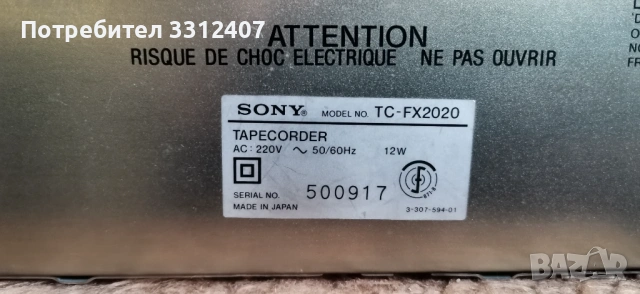 Потребител 3312407
ATTENTION
RISQUE DE CHOC ELECTRIQUE NE PAS OUVRIR
SONY® MODEL NO. TC-FX2020
TAPECORDER
AC: 220V ~ 50/60Hz 12W
SERIAL NO. 500917
MADE IN JAPAN
3-307-594-01
BAZAR